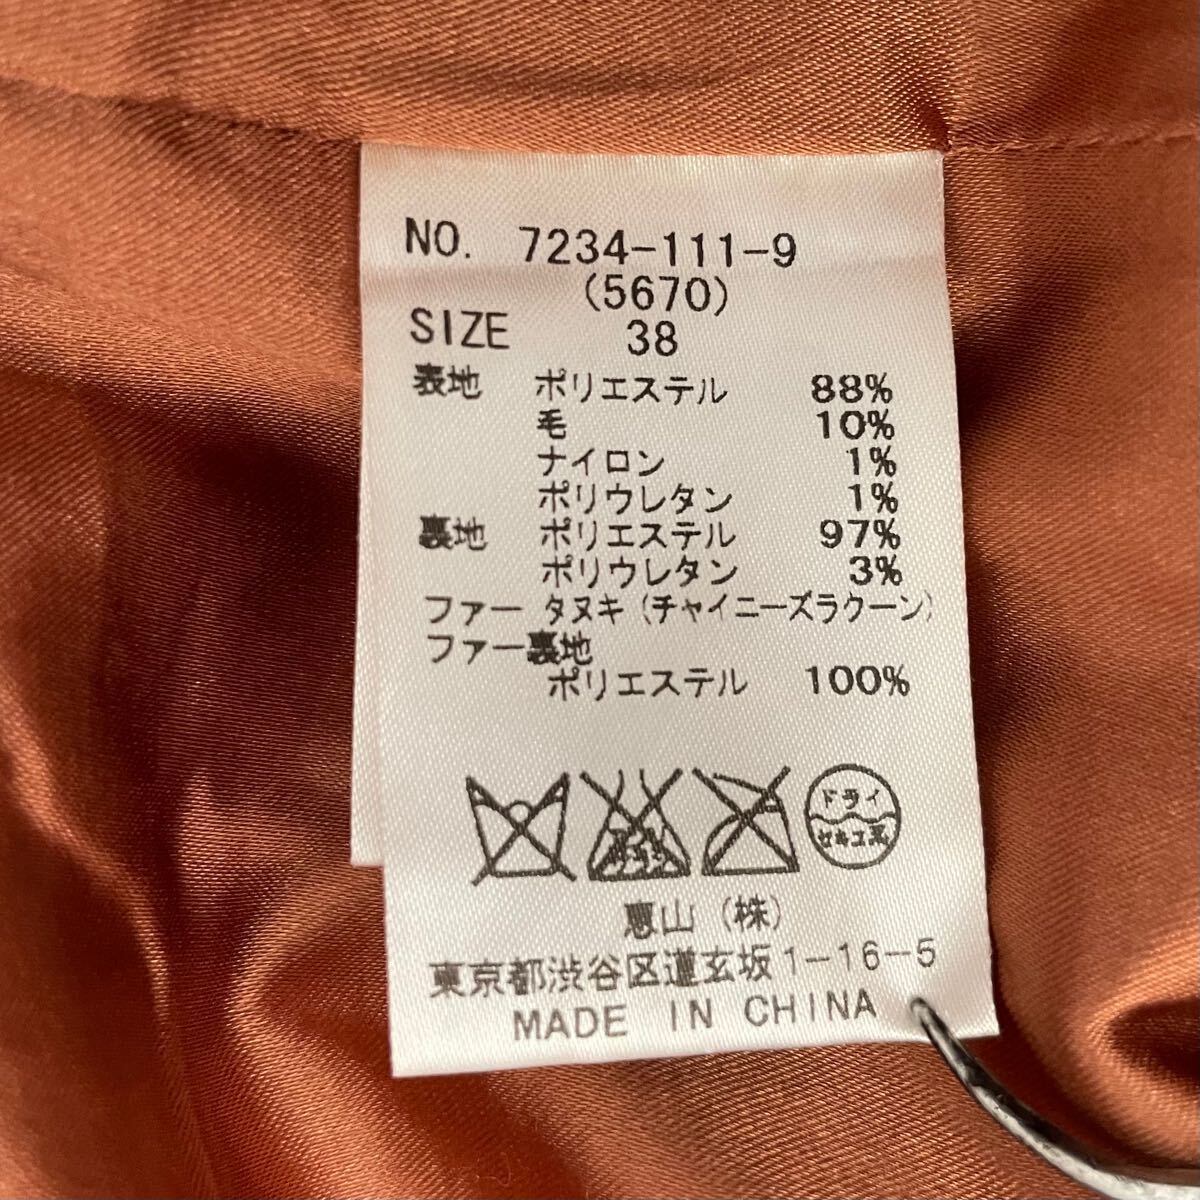 NO. 7234-111-9
(5670)
SIZE 38
表地 ポリエステル 88%
毛 10%
ナイロン 1%
ポリウレタン 1%
裏地 ポリエステル 97%
ポリウレタン 3%
ファー タヌキ(チャイニーズラクーン)
ファー裏地
ポリエステル 100%
ドライ
セキユ系
恵山(株)
東京都渋谷区道玄坂1-16-5
MADE IN CHINA